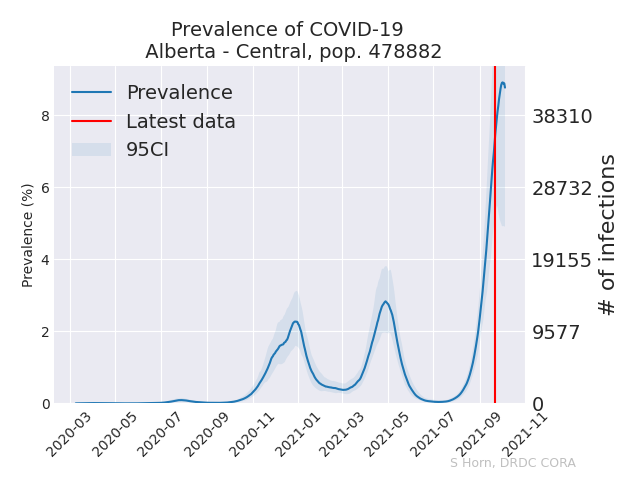 Prevalence of COVID-19
Alberta - Central, pop. 478882
Prevalence
Latest data
95CI
Prevalence (%)
8
6
4
2
0
38310
28732
19155
9577
0
# of infections
2020-03
2020-05
2020-07
2020-09
2020-11
2021-01
2021-03
2021-05
2021-07
2021-09
2021-11
S Horn, DRDC CORA